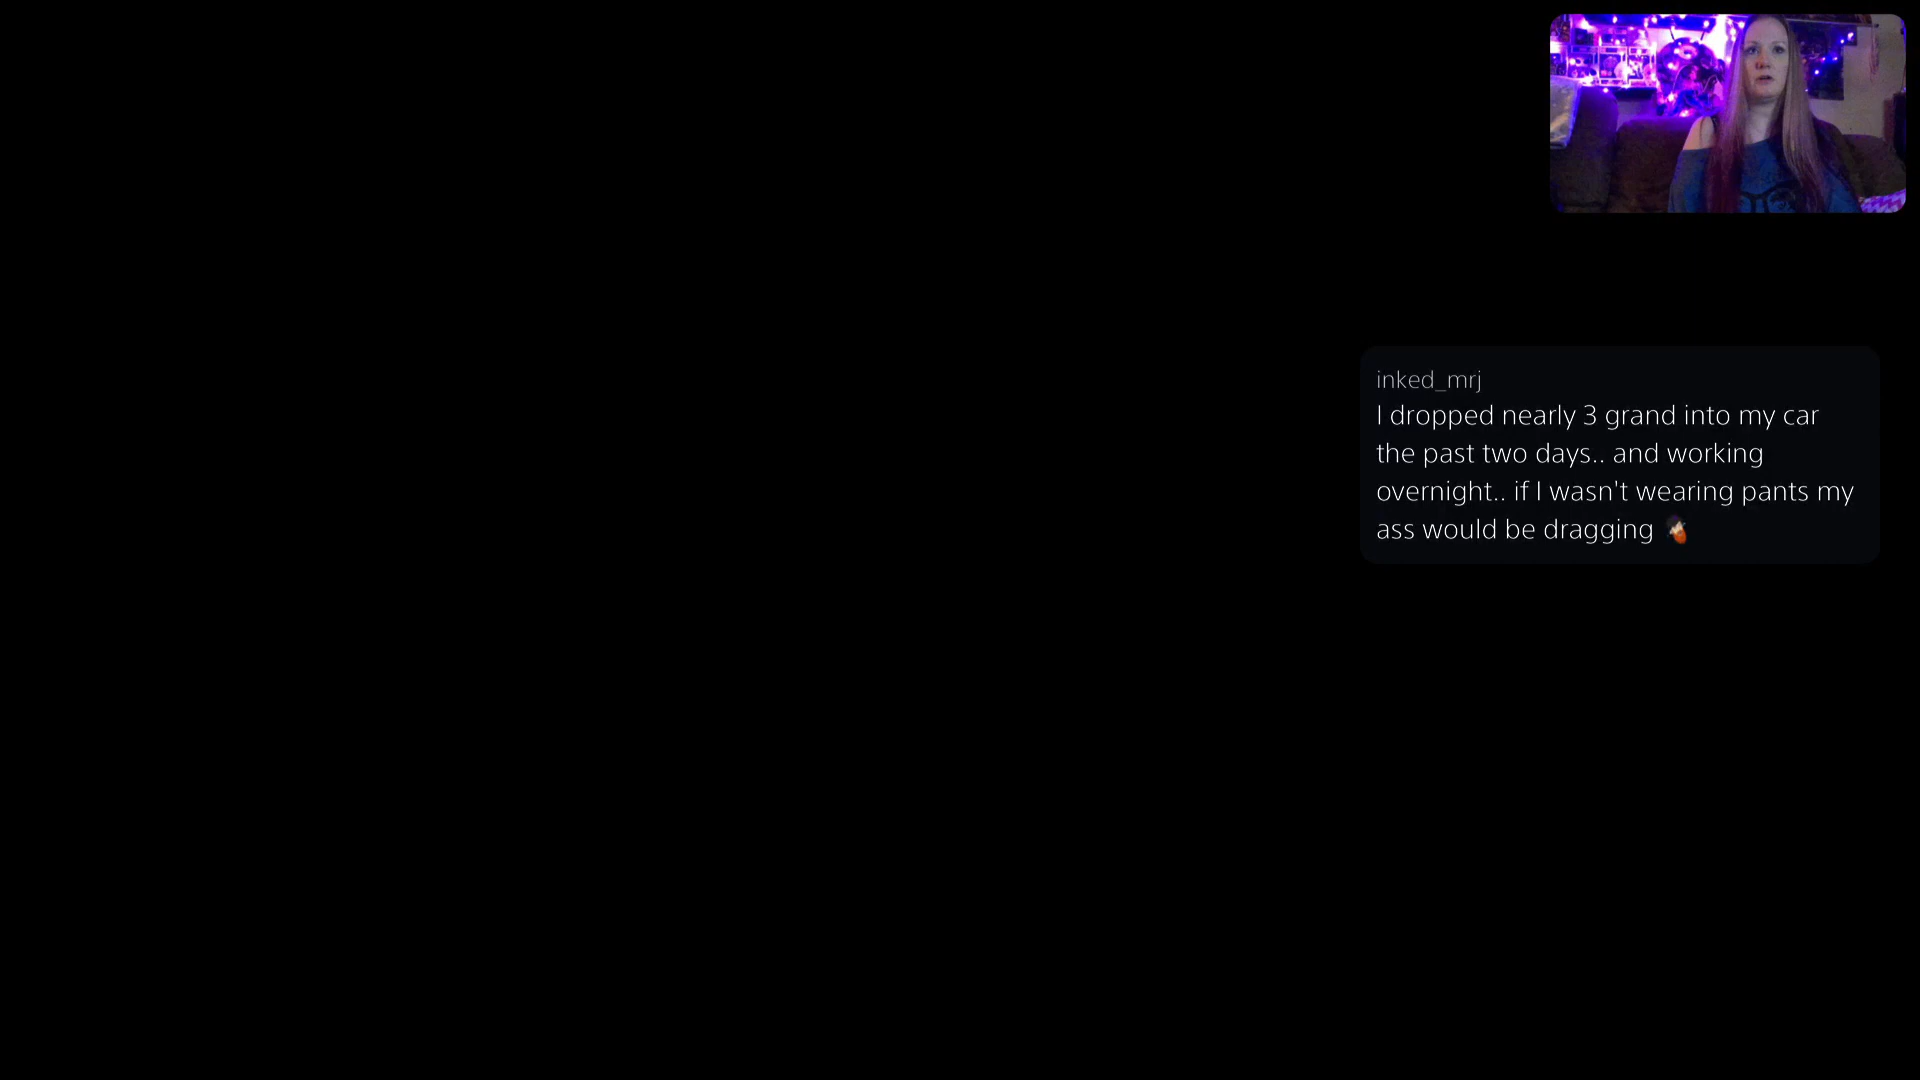 inked_mrj
I dropped nearly 3 grand into my car
the past two days.. and working
overnight.. if I wasn't wearing pants my
ass would be dragging